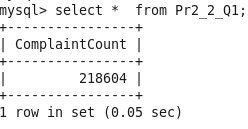 mysql> select *  from Pr2_2_Q1;
+----------------+
| ComplaintCount |
+----------------+
|         218604 |
+----------------+
1 row in set (0.05 sec)